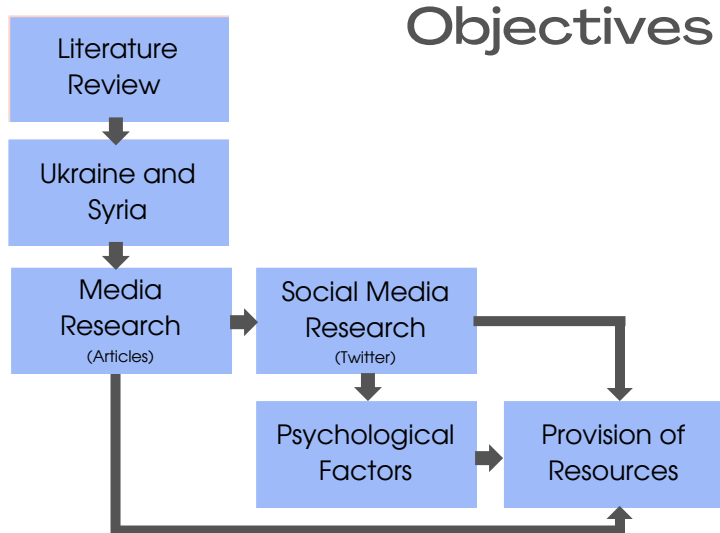 Objectives
Literature
Review
Ukraine and
Syria
Media
Research
(Articles)
Social Media
Research
(Twitter)
Psychological
Factors
Provision of
Resources